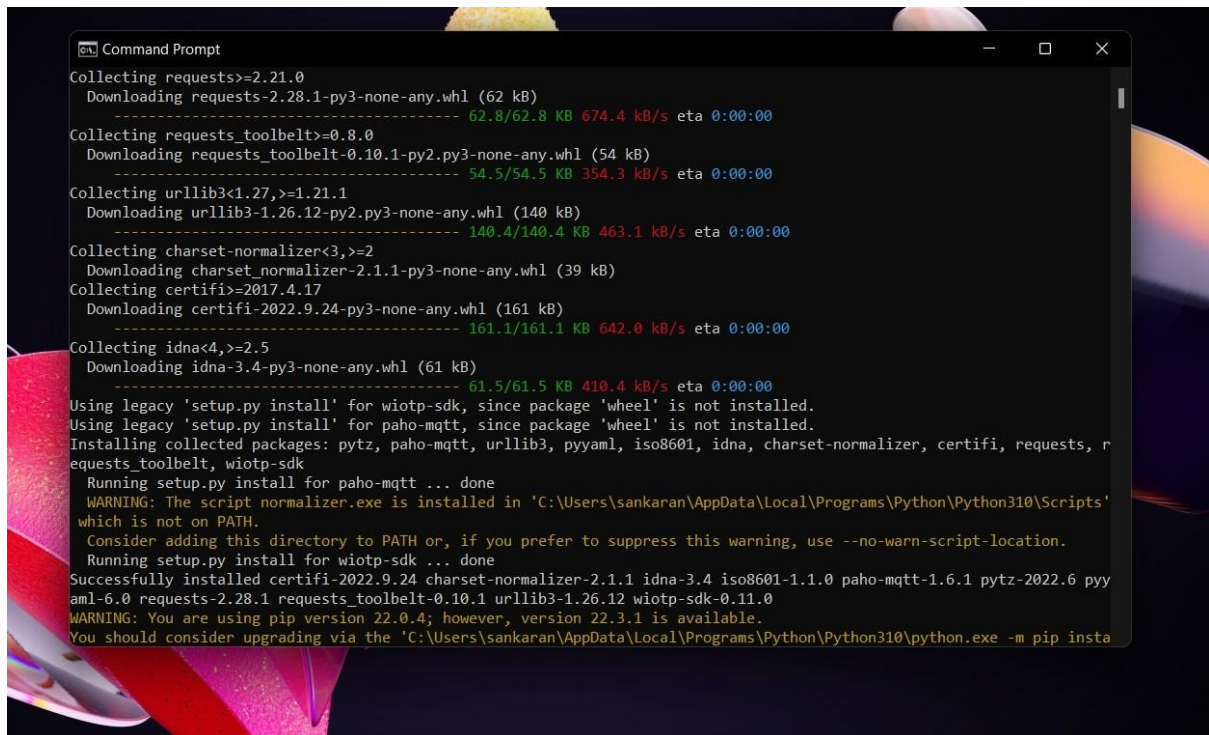 Command Prompt
Collecting requests>=2.21.0
Downloading requests-2.28.1-py3-none-any.whl (62 kB)
---------------------------------------- 62.8/62.8 KB 674.4 kB/s eta 0:00:00
Collecting requests_toolbelt>=0.8.0
Downloading requests_toolbelt-0.10.1-py2.py3-none-any.whl (54 kB)
---------------------------------------- 54.5/54.5 KB 354.3 kB/s eta 0:00:00
Collecting urllib3<1.27,>=1.21.1
Downloading urllib3-1.26.12-py2.py3-none-any.whl (140 kB)
---------------------------------------- 140.4/140.4 KB 463.1 kB/s eta 0:00:00
Collecting charset-normalizer<3,>=2
Downloading charset_normalizer-2.1.1-py3-none-any.whl (39 kB)
Collecting certifi>=2017.4.17
Downloading certifi-2022.9.24-py3-none-any.whl (161 kB)
---------------------------------------- 161.1/161.1 KB 642.0 kB/s eta 0:00:00
Collecting idna<4,>=2.5
Downloading idna-3.4-py3-none-any.whl (61 kB)
---------------------------------------- 61.5/61.5 KB 410.4 kB/s eta 0:00:00
Using legacy 'setup.py install' for wiotp-sdk, since package 'wheel' is not installed.
Using legacy 'setup.py install' for paho-mqtt, since package 'wheel' is not installed.
Installing collected packages: pytz, paho-mqtt, urllib3, pyyaml, iso8601, idna, charset-normalizer, certifi, requests, r
equests_toolbelt, wiotp-sdk
Running setup.py install for paho-mqtt ... done
WARNING: The script normalizer.exe is installed in 'C:\Users\sankaran\AppData\Local\Programs\Python\Python310\Scripts'
which is not on PATH.
Consider adding this directory to PATH or, if you prefer to suppress this warning, use --no-warn-script-location.
Running setup.py install for wiotp-sdk ... done
Successfully installed certifi-2022.9.24 charset-normalizer-2.1.1 idna-3.4 iso8601-1.1.0 paho-mqtt-1.6.1 pytz-2022.6 pyy
aml-6.0 requests-2.28.1 requests_toolbelt-0.10.1 urllib3-1.26.12 wiotp-sdk-0.11.0
WARNING: You are using pip version 22.0.4; however, version 22.3.1 is available.
You should consider upgrading via the 'C:\Users\sankaran\AppData\Local\Programs\Python\Python310\python.exe -m pip insta